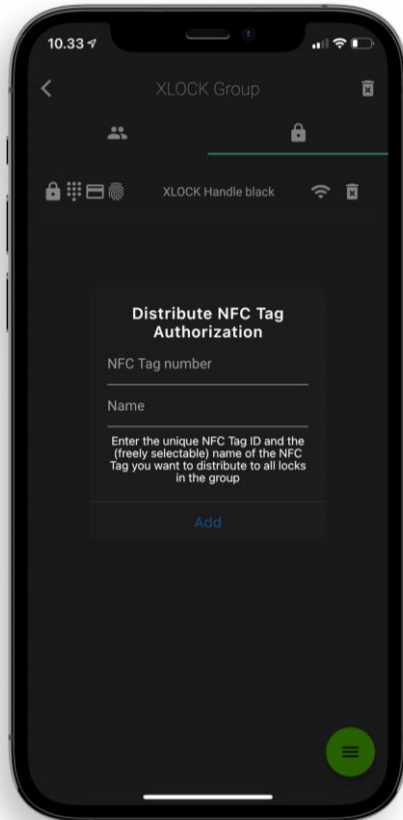 10.33
XLOCK Group
XLOCK Handle black
Distribute NFC Tag
Authorization
NFC Tag number
Name
Enter the unique NFC Tag ID and the
(freely selectable) name of the NFC
Tag you want to distribute to all locks
in the group
Add